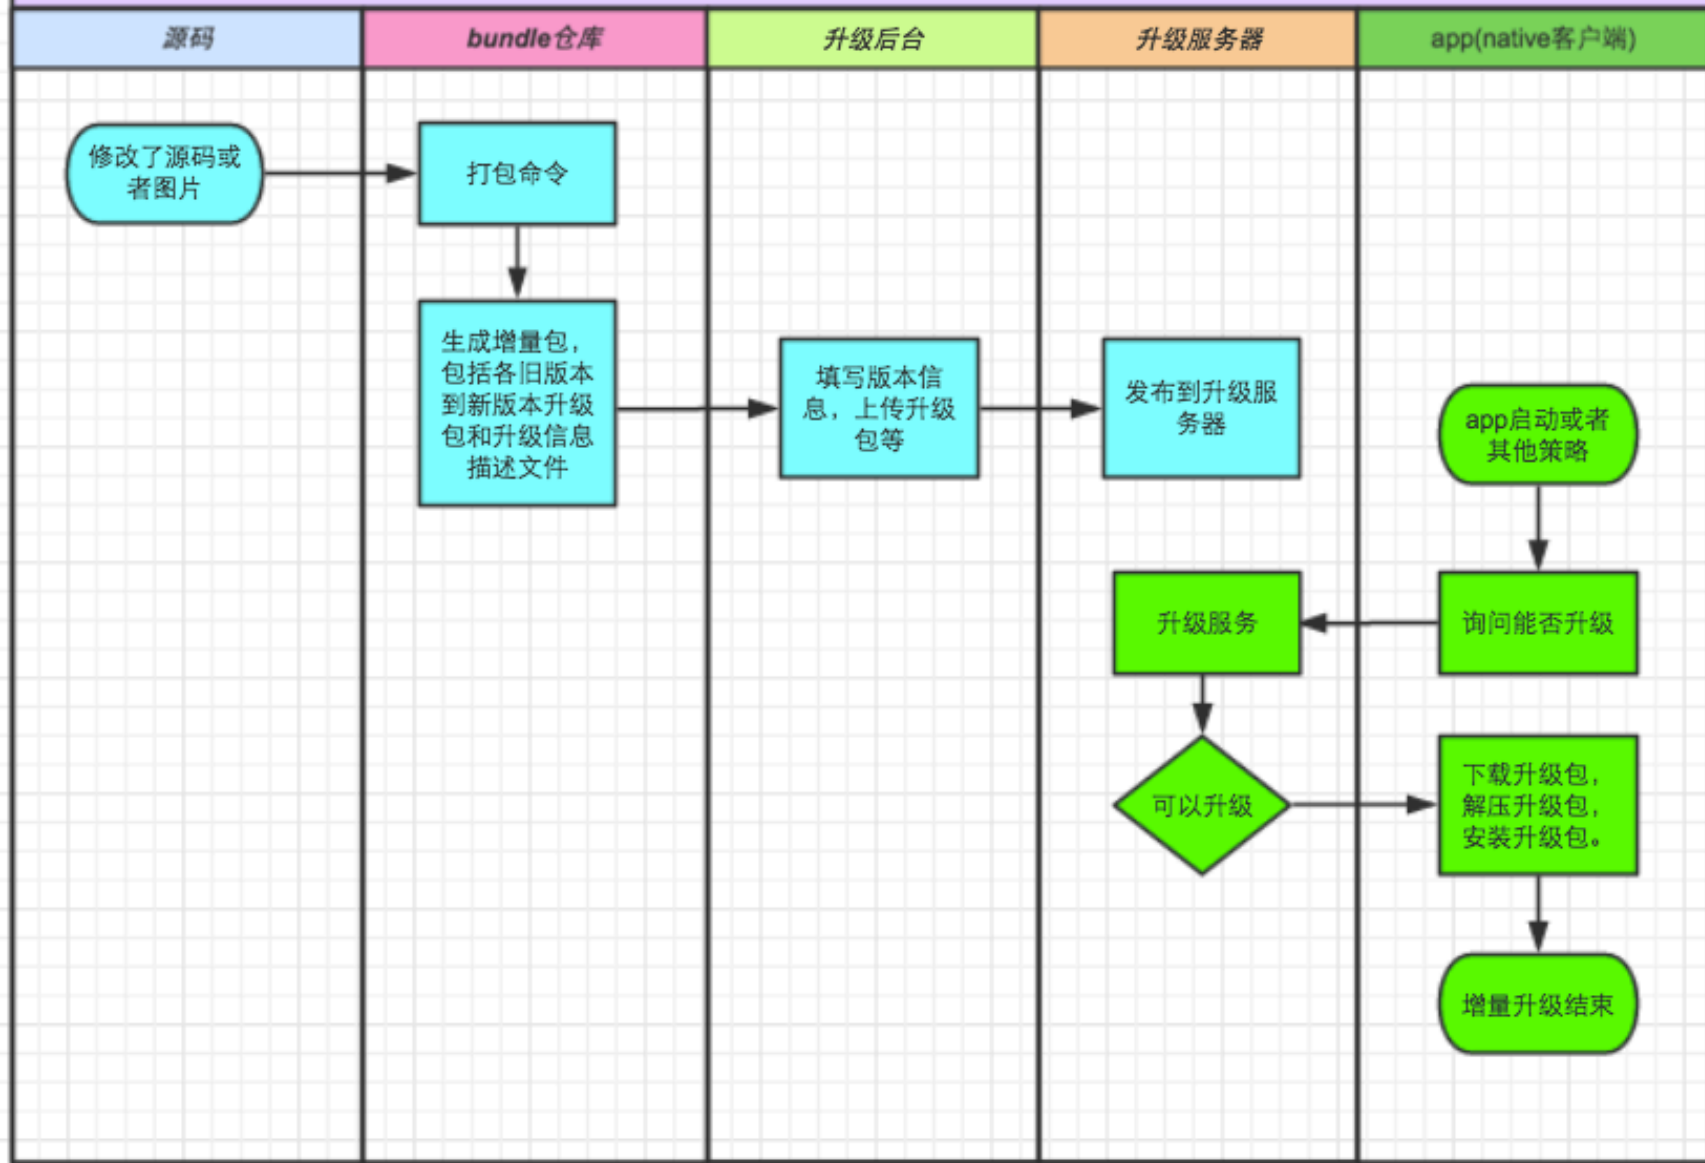 源码
bundle仓库
升级后台
升级服务器
app(native客户端)
修改了源码或
者图片
打包命令
生成增量包，
包括各旧版本
到新版本升级
包和升级信息
描述文件
填写版本信
息，上传升级
包等
发布到升级服
务器
app启动或者
其他策略
询问能否升级
升级服务
可以升级
下载升级包，
解压升级包，
安装升级包。
增量升级结束